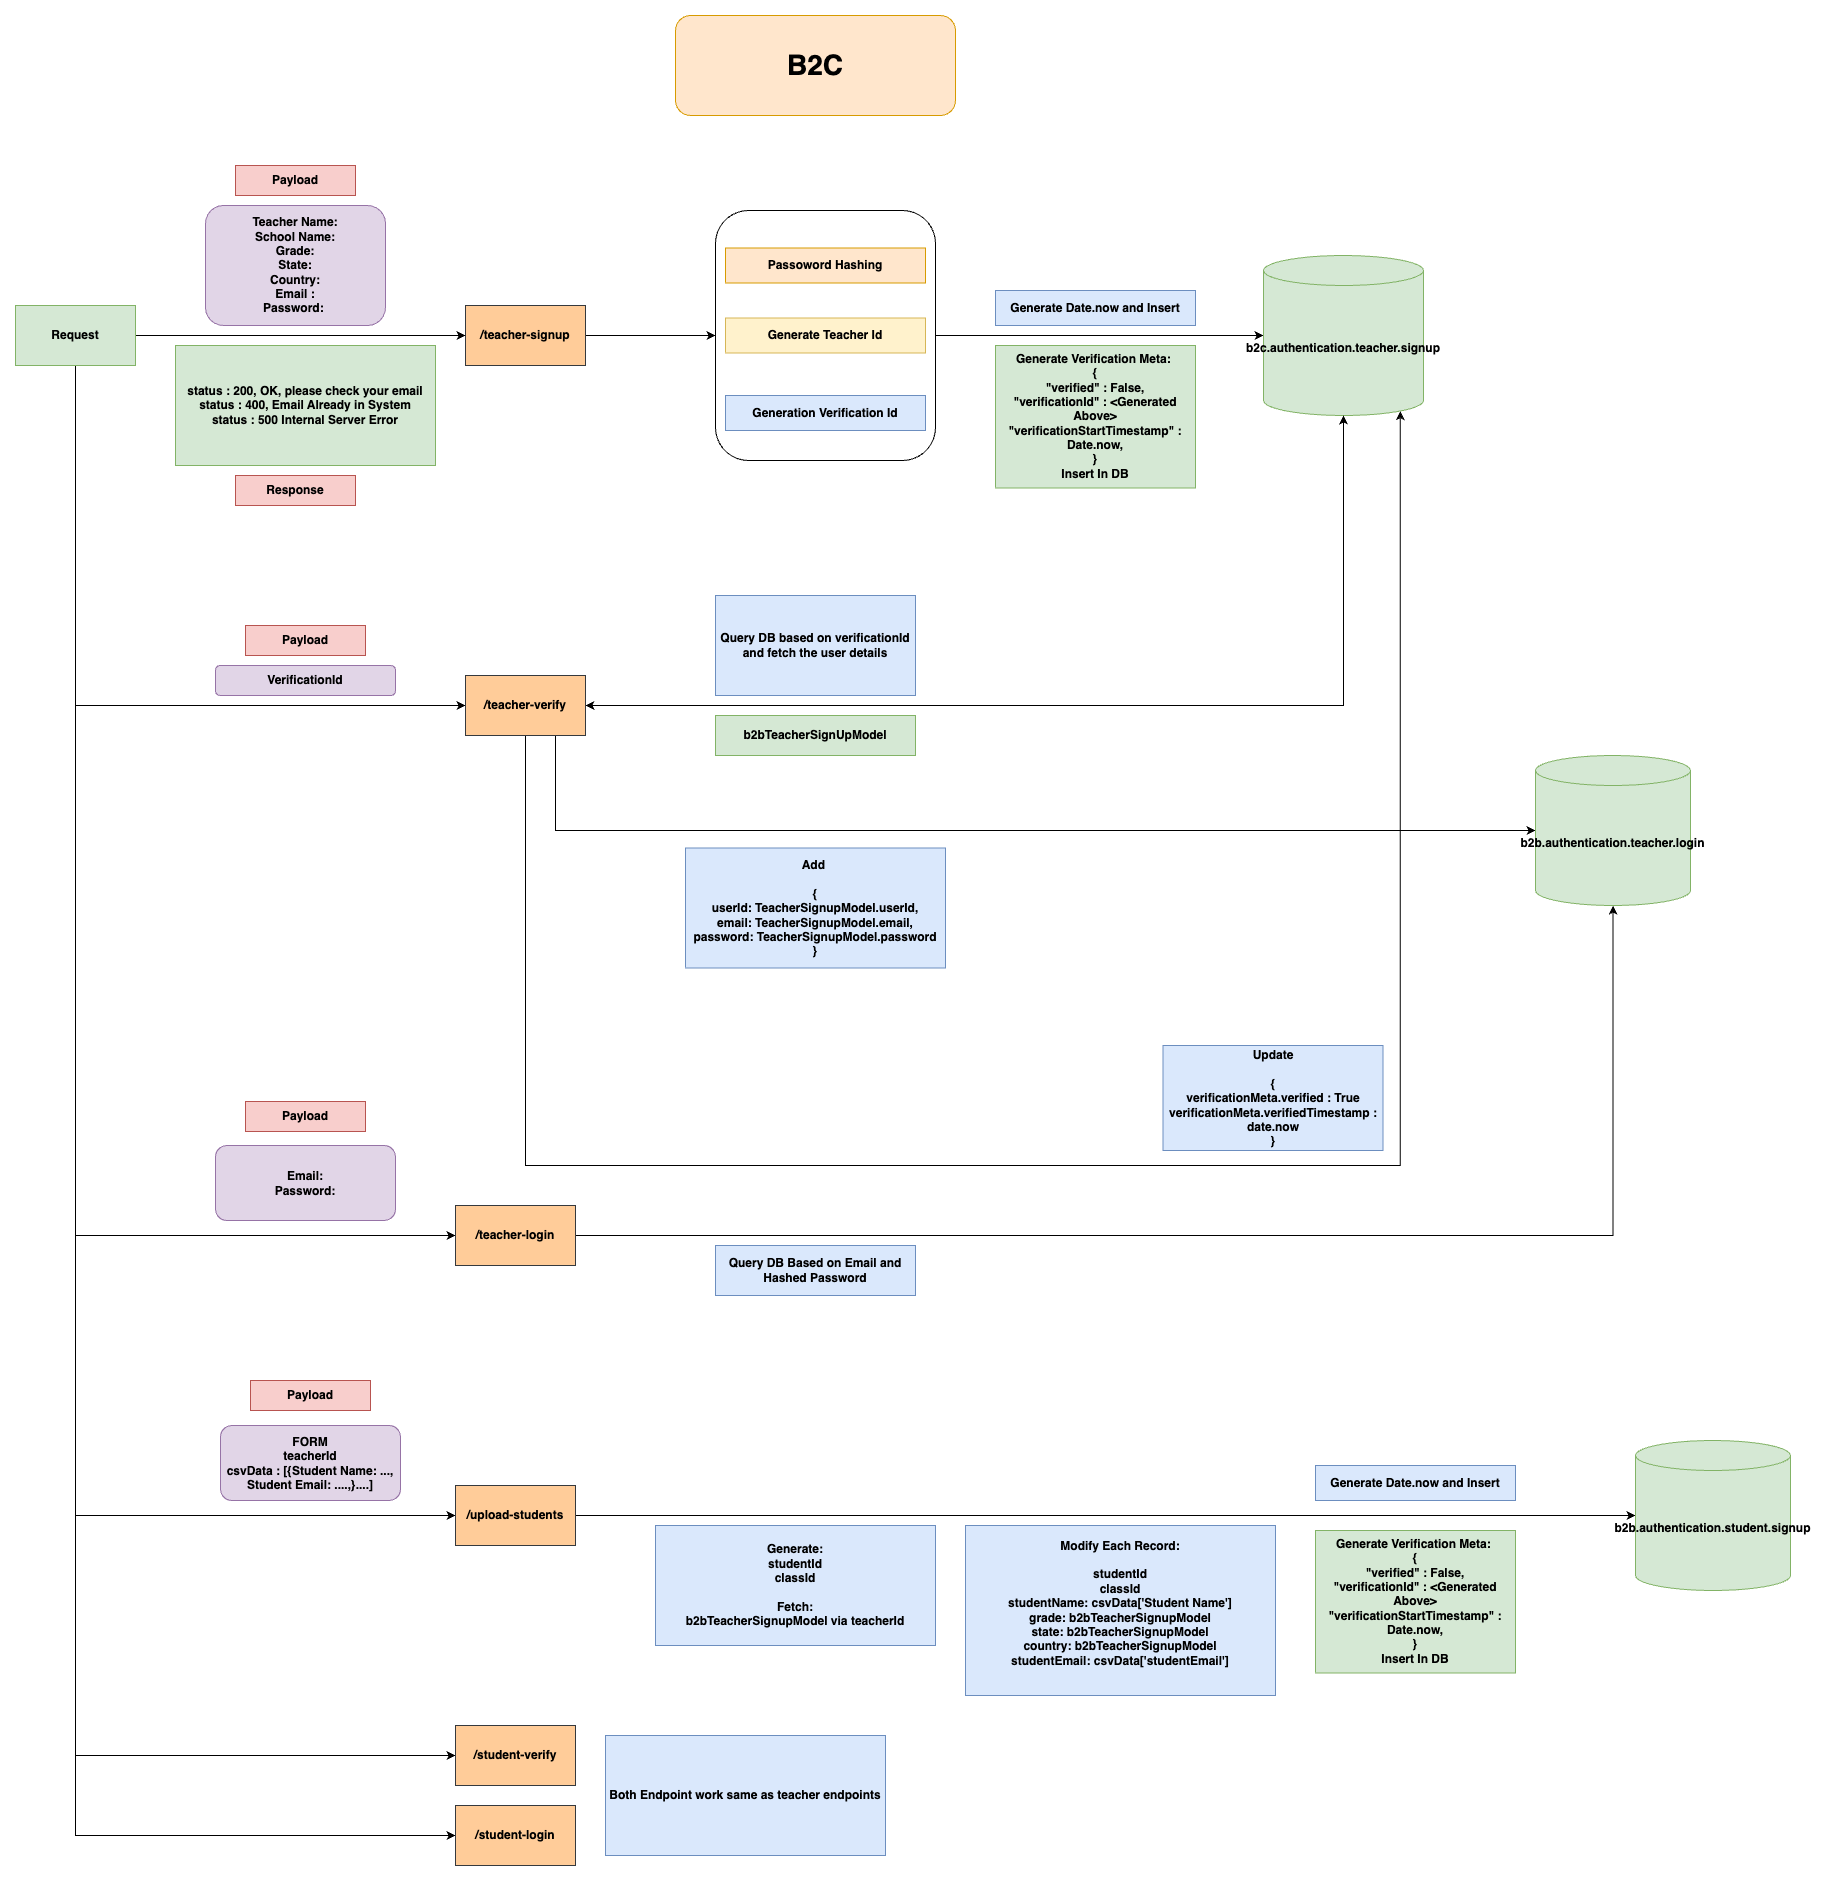 B2C
Payload
Teacher Name:
School Name:
Grade:
State:
Country:
Email :
Password:
Request
/teacher-signup
status : 200, OK, please check your email
status : 400, Email Already in System
status : 500 Internal Server Error
Response
Passoword Hashing
Generate Teacher Id
Generation Verification Id
Generate Date.now and Insert
Generate Verification Meta:
{
"verified" : False,
"verificationId" : <Generated
Above>
"verificationStartTimestamp" :
Date.now,
}
Insert In DB
b2c.authentication.teacher.signup
Payload
VerificationId
/teacher-verify
Query DB based on verificationId
and fetch the user details
b2bTeacherSignUpModel
b2b.authentication.teacher.login
Add
{
userId: TeacherSignupModel.userId,
email: TeacherSignupModel.email,
password: TeacherSignupModel.password
}
Update
{
verificationMeta.verified : True
verificationMeta.verifiedTimestamp :
date.now
}
Payload
Email:
Password:
/teacher-login
Query DB Based on Email and
Hashed Password
Payload
FORM
teacherId
csvData : [{Student Name: ...,
Student Email: ....,}....]
/upload-students
Generate:
studentId
classId
Fetch:
b2bTeacherSignupModel via teacherId
Modify Each Record:
studentId
classId
studentName: csvData['Student Name']
grade: b2bTeacherSignupModel
state: b2bTeacherSignupModel
country: b2bTeacherSignupModel
studentEmail: csvData['studentEmail']
Generate Date.now and Insert
Generate Verification Meta:
{
"verified" : False,
"verificationId" : <Generated
Above>
"verificationStartTimestamp" :
Date.now,
}
Insert In DB
b2b.authentication.student.signup
/student-verify
Both Endpoint work same as teacher endpoints
/student-login